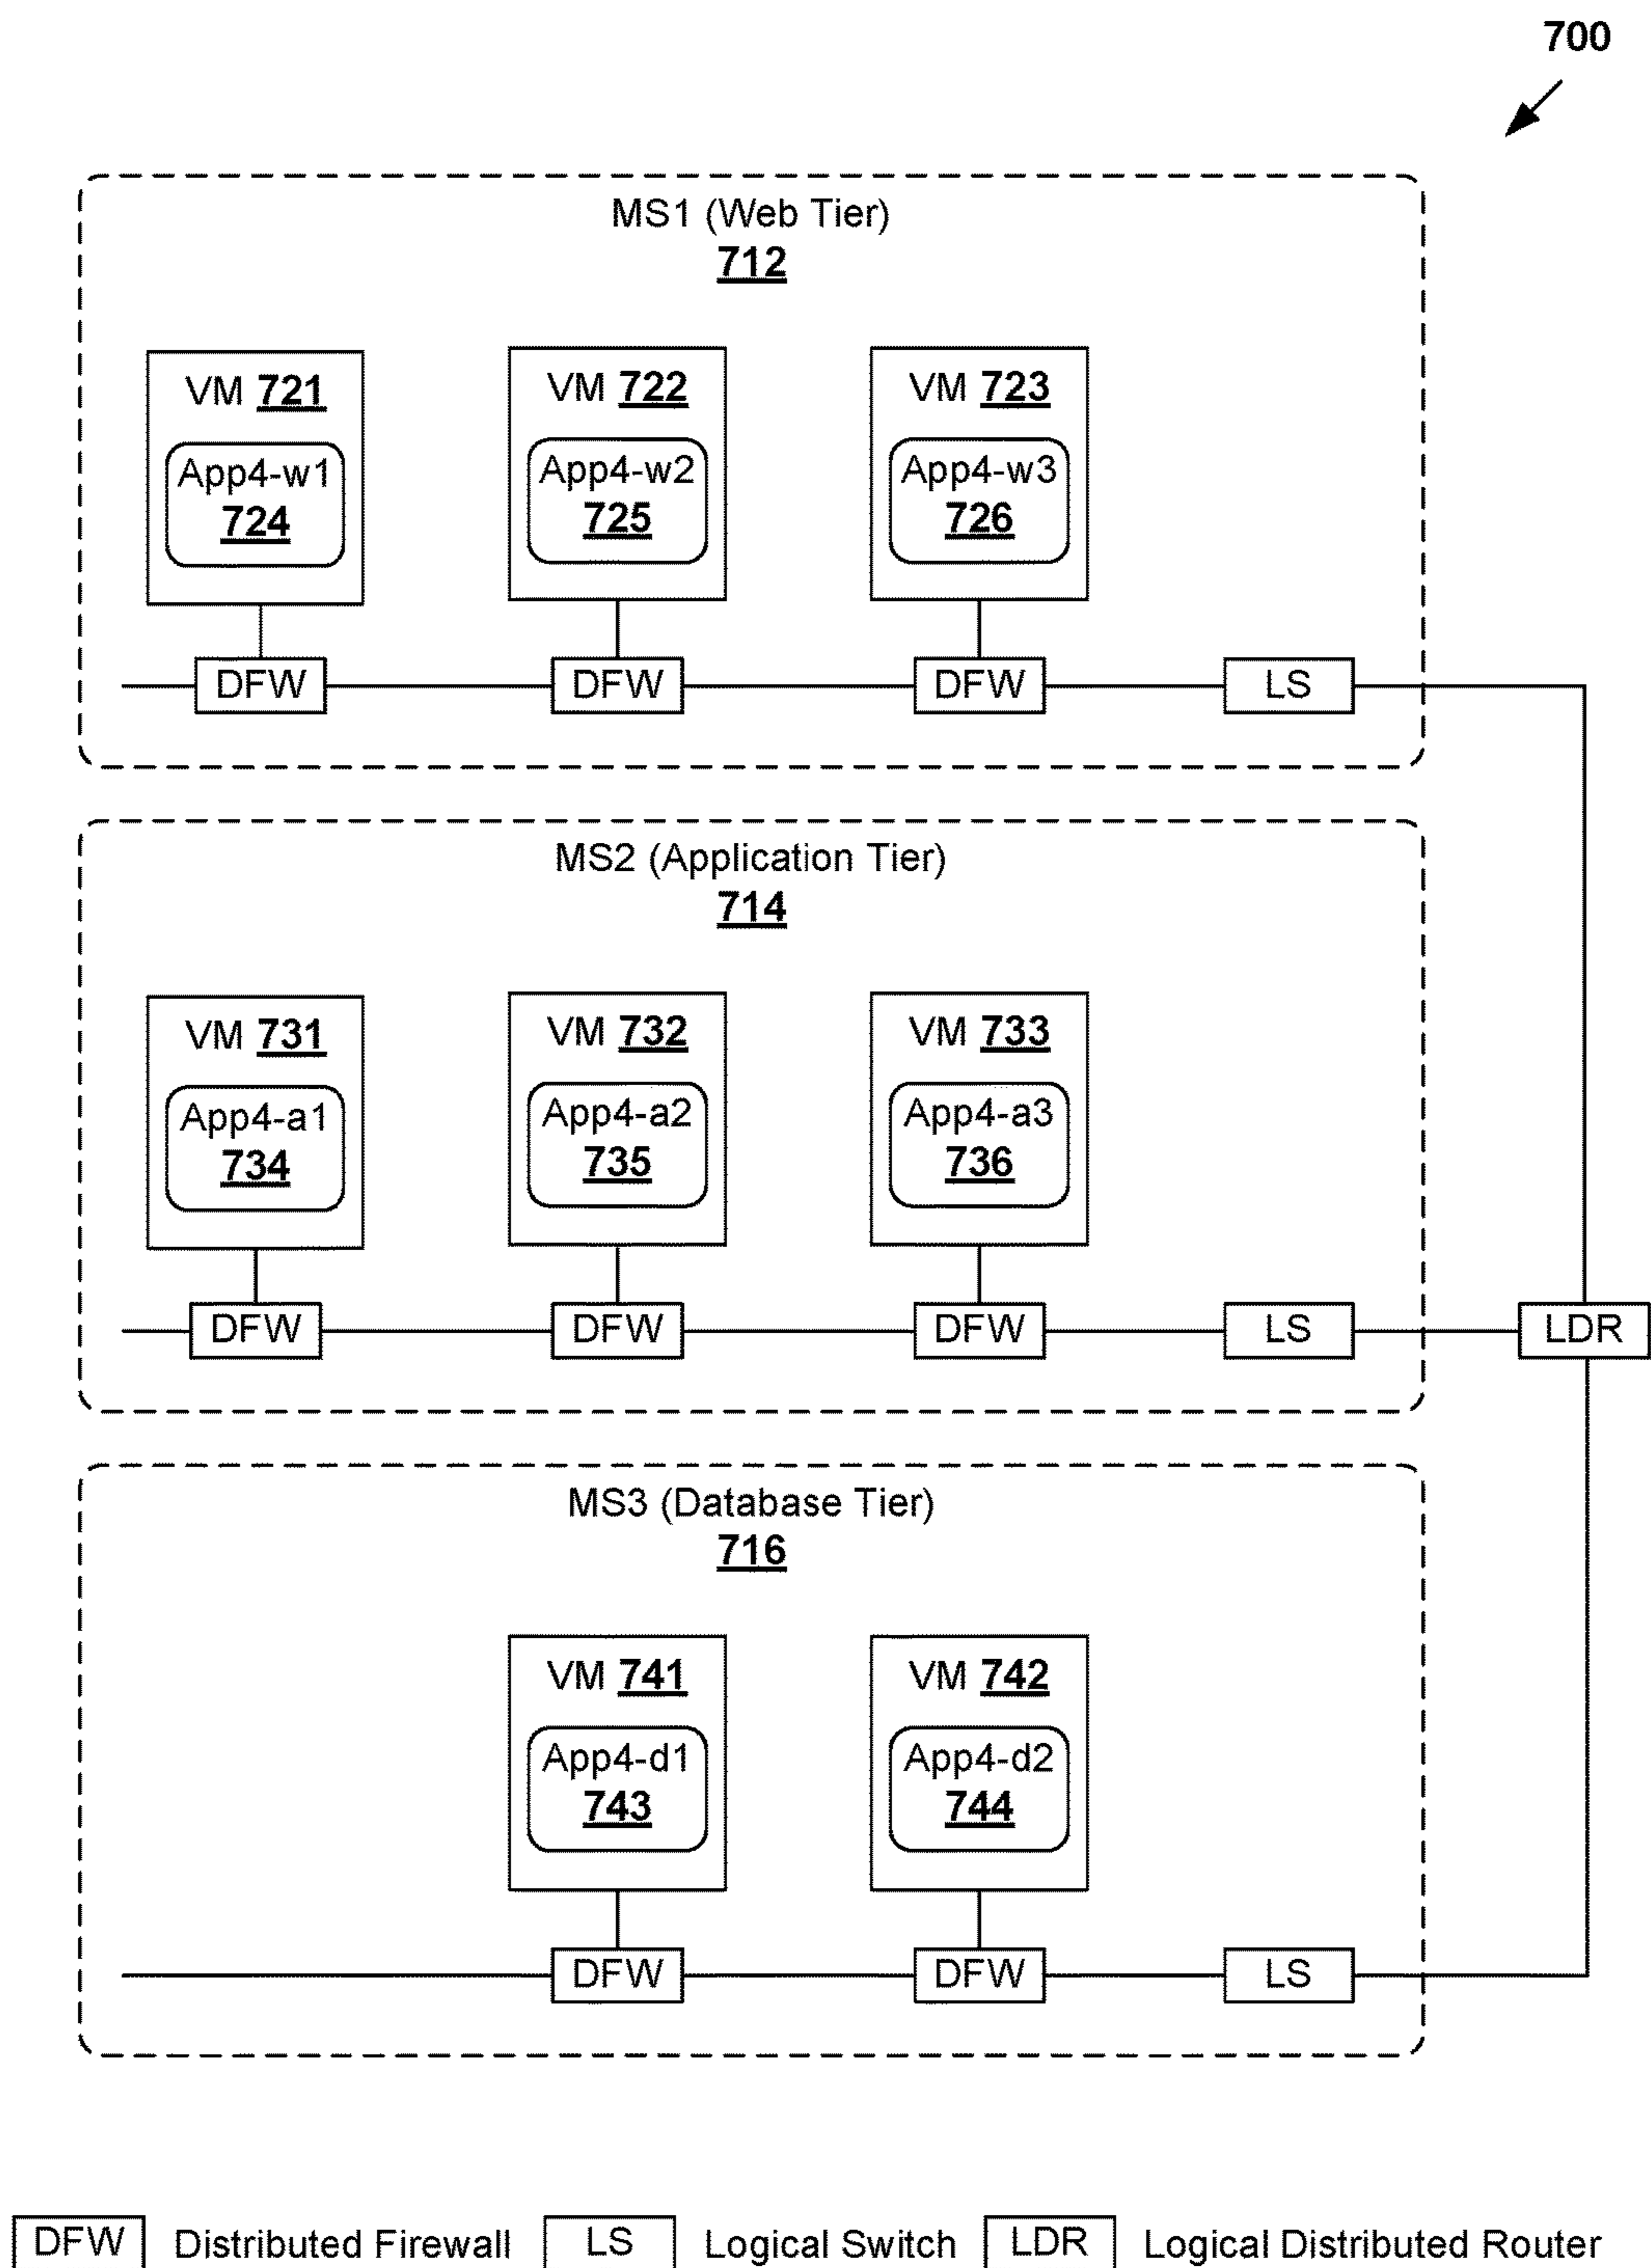 700
MS1 (Web Tier)
712
VM 721
VM 722
VM 723
App4-w1
724
App4-w2
725
App4-w3
726
DFW
DFW
DFW
LS
MS2 (Application Tier)
714
VM 731
VM 732
VM 733
App4-a1
734
App4-a2
735
App4-a3
736
DFW
DFW
DFW
LS
LDR
MS3 (Database Tier)
716
VM 741
VM 742
App4-d1
743
App4-d2
744
DFW
DFW
LS
DFW Distributed Firewall
LS Logical Switch
LDR Logical Distributed Router